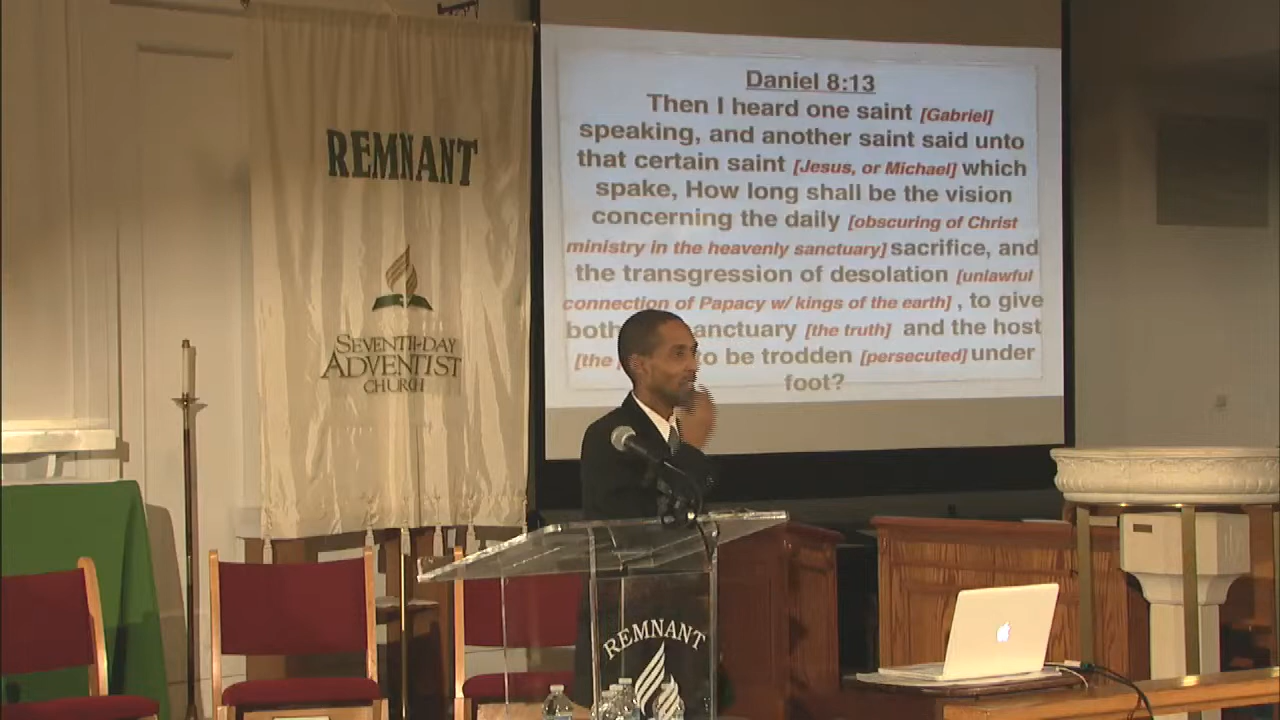 REMNANT
SEVENTH-DAY
ADVENTIST
CHURCH
Daniel 8:13
Then I heard one saint [Gabriel]
speaking, and another saint said unto
that certain saint [Jesus, or Michael] which
spake, How long shall be the vision
concerning the daily [obscuring of Christ
ministry in the heavenly sanctuary] sacrifice, and
the transgression of desolation [unlawful
connection of Papacy w/ kings of the earth] , to give
both anctuary [the truth] and the host
[the to be trodden [persecuted] under
foot?
REMNANT